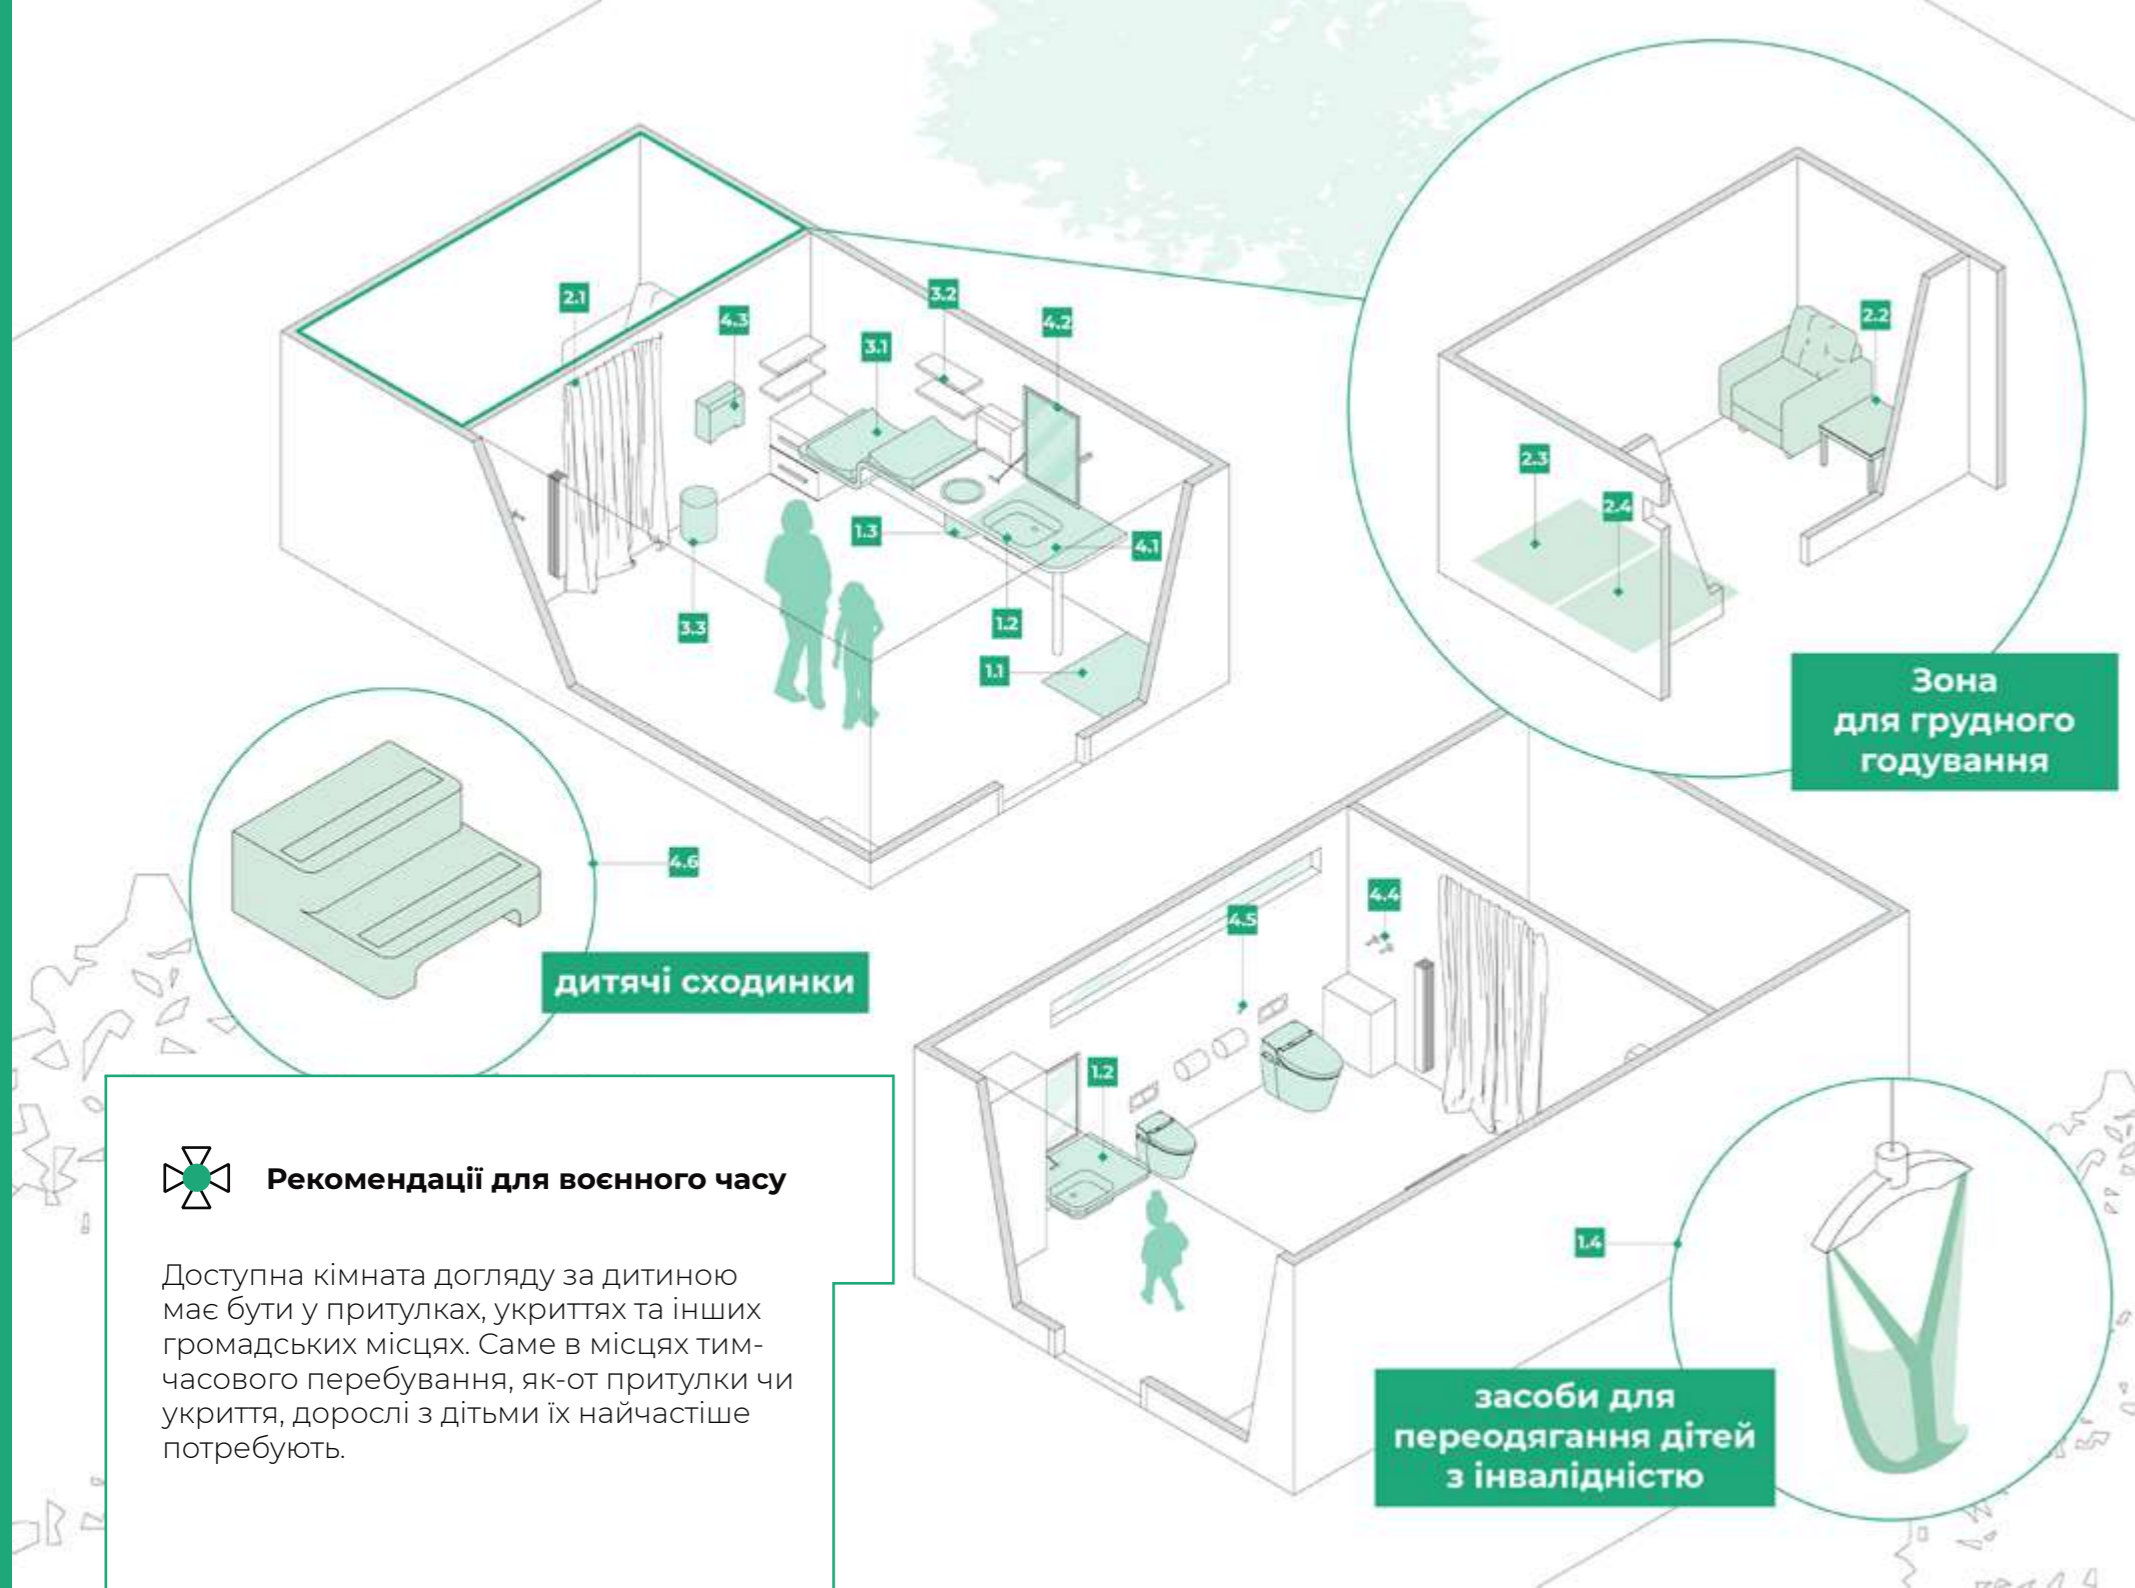 2.1
4.3
3.2
4.2
3.1
1.3
4.1
3.3
1.2
1.1
2.2
2.3
2.4
Зона
для грудного
годування
4.6
дитячі сходинки
4.4
4.5
1.2
1.4
засоби для
переодягання дітей
з інвалідністю
Рекомендації для воєнного часу
Доступна кімната догляду за дитиною
має бути у притулках, укриттях та інших
громадських місцях. Саме в місцях тим-
часового перебування, як-от притулки чи
укриття, дорослі з дітьми їх найчастіше
потребують.